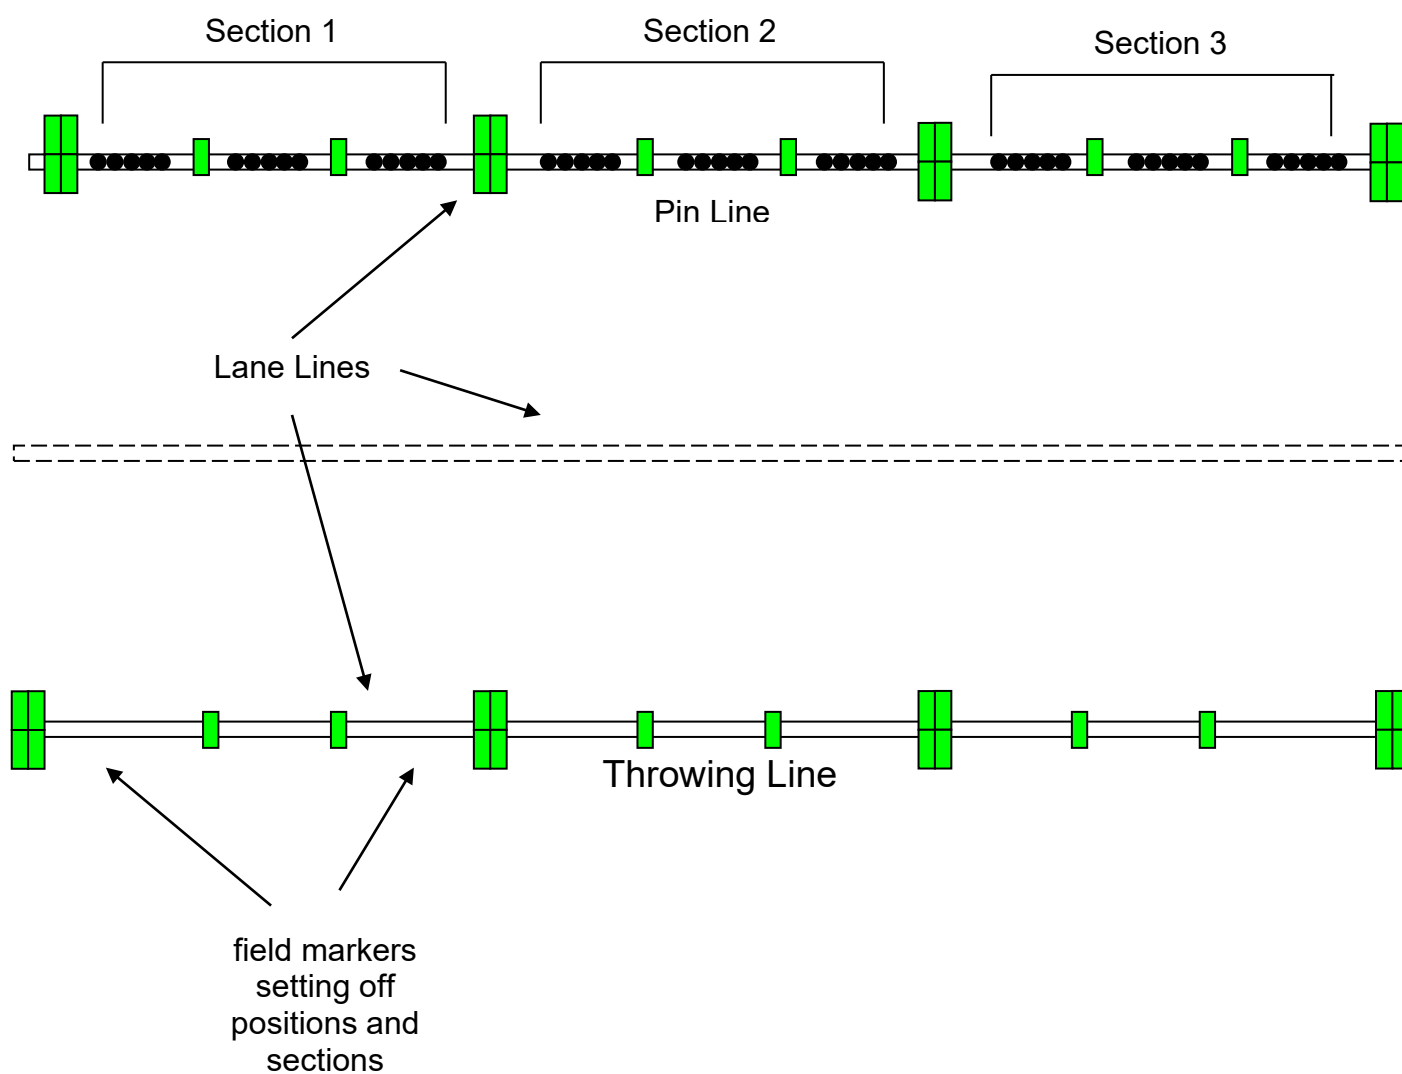 Section 1
Section 2
Section 3
Pin Line
Lane Lines
Throwing Line
field markers
setting off
positions and
sections